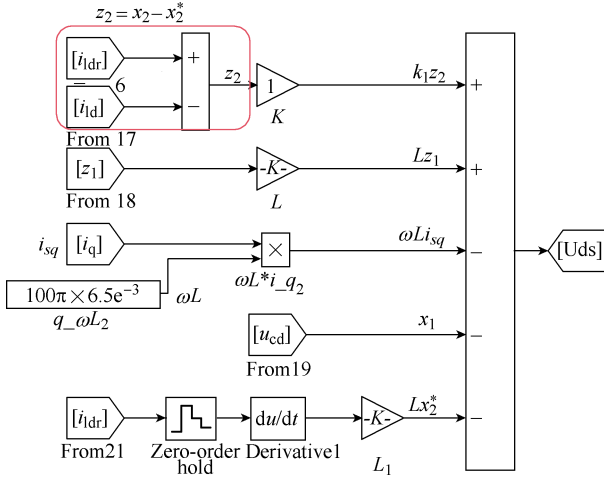 z₂ = x₂ − x₂*
[i_ldr]
+
− 6
[i_ld]
−
From 17
z₂
1
K
k₁z₂
+
[z₁]
From 18
-K-
L
Lz₁
+
i_sq
[i_q]
×
ωL*i_q₂
ωLi_sq
−
[Uds]
100π×6.5e⁻³
q_ωL₂
ωL
[u_cd]
From19
x₁
−
[i_ldr]
From21
Zero-order
hold
du/dt
Derivative1
-K-
L₁
Lx₂*
−